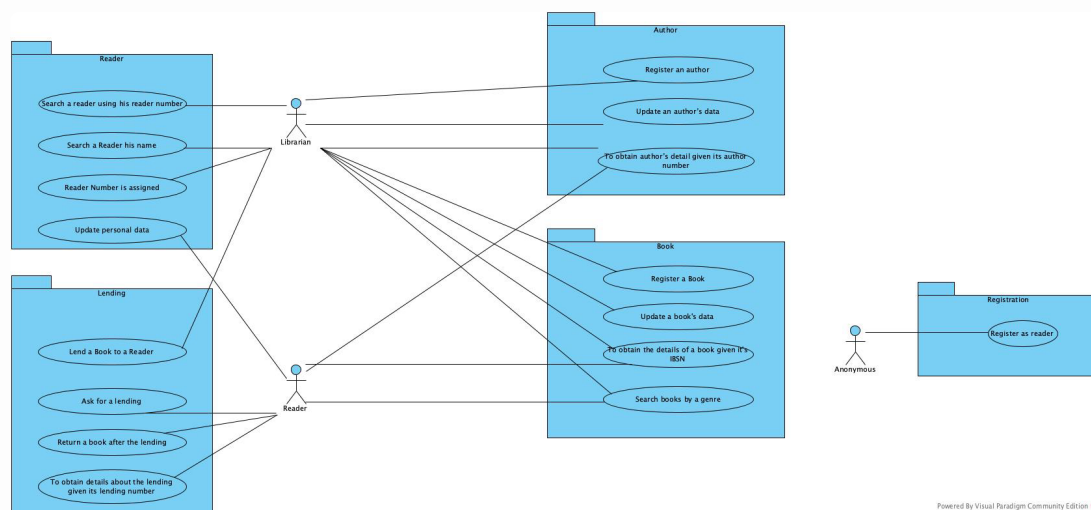 Reader
Search a reader using his reader number
Search a Reader his name
Reader Number is assigned
Update personal data
Lending
Lend a Book to a Reader
Ask for a lending
Return a book after the lending
To obtain details about the lending
given its lending number
Librarian
Reader
Author
Register an author
Update an author's data
To obtain author's detail given its author
number
Book
Register a Book
Update a book's data
To obtain the details of a book given it's
IBSN
Search books by a genre
Anonymous
Registration
Register as reader
Powered By Visual Paradigm Community Edition